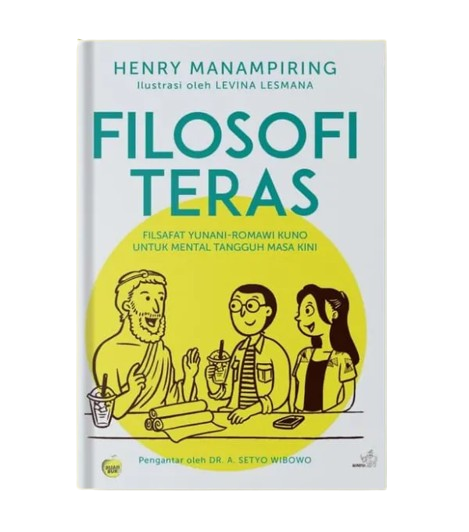 HENRY MANAMPIRING
Ilustrasi oleh LEVINA LESMANA
FILOSOFI
TERAS
FILSAFAT YUNANI-ROMAWI KUNO
UNTUK MENTAL TANGGUH MASA KINI
Pengantar oleh DR. A. SETYO WIBOWO